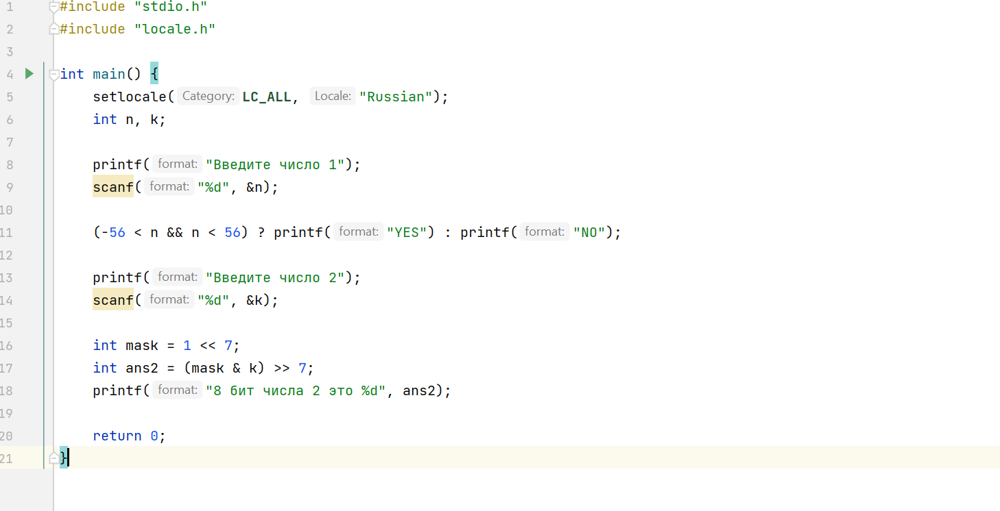 1 #include "stdio.h"
2 #include "locale.h"
3
4 int main() {
5 setlocale( Category: LC_ALL, Locale: "Russian");
6 int n, k;
7
8 printf( format: "Введите число 1");
9 scanf( format: "%d", &n);
10
11 (-56 < n && n < 56) ? printf( format: "YES") : printf( format: "NO");
12
13 printf( format: "Введите число 2");
14 scanf( format: "%d", &k);
15
16 int mask = 1 << 7;
17 int ans2 = (mask & k) >> 7;
18 printf( format: "8 бит числа 2 это %d", ans2);
19
20 return 0;
21 }